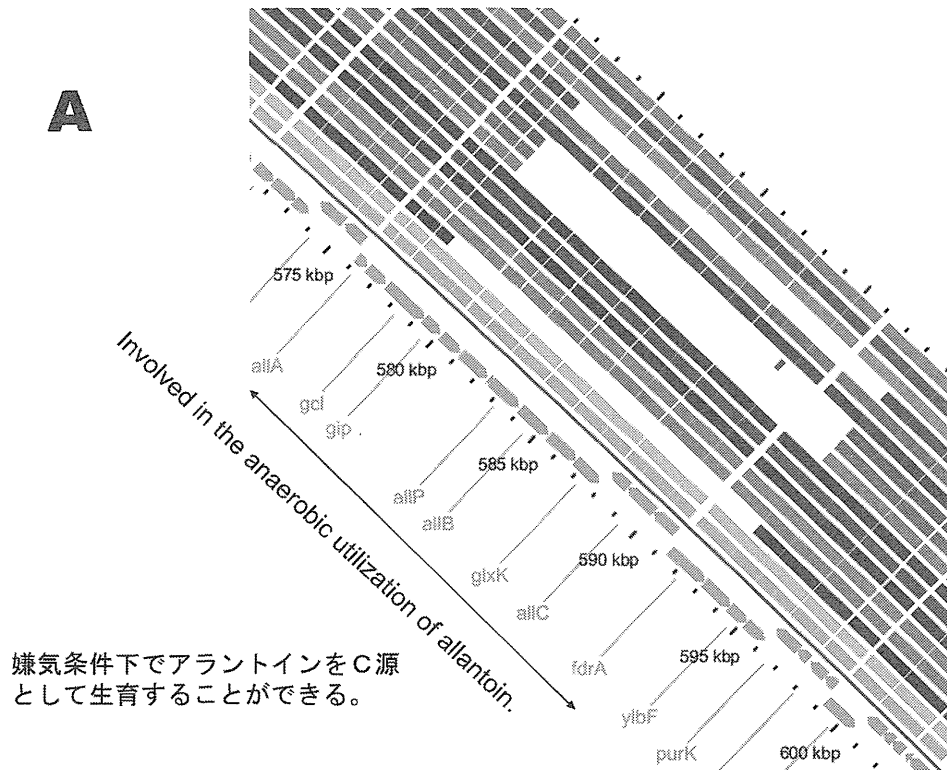 A
575 kbp
allA
gcl
580 kbp
gip
allP
585 kbp
allB
glxK
590 kbp
allC
fdrA
595 kbp
ylbF
purK
600 kbp
Involved in the anaerobic utilization of allantoin.
嫌気条件下でアラントインをC源
として生育することができる。